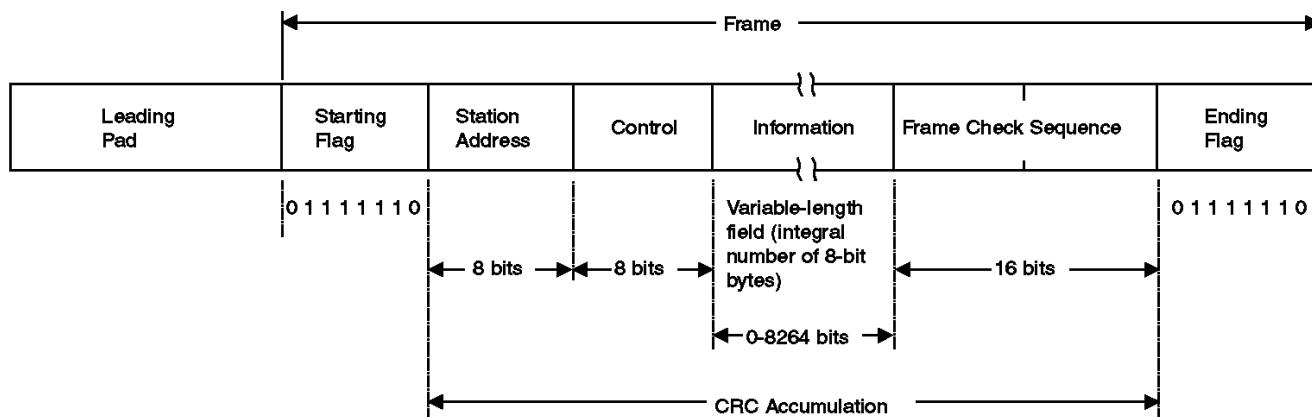 Frame
Leading
Pad
Starting
Flag
Station
Address
Control
Information
Frame Check Sequence
Ending
Flag
0 1 1 1 1 1 1 0
Variable-length
field (integral
number of 8-bit
bytes)
0 1 1 1 1 1 1 0
8 bits
8 bits
16 bits
0-8264 bits
CRC Accumulation